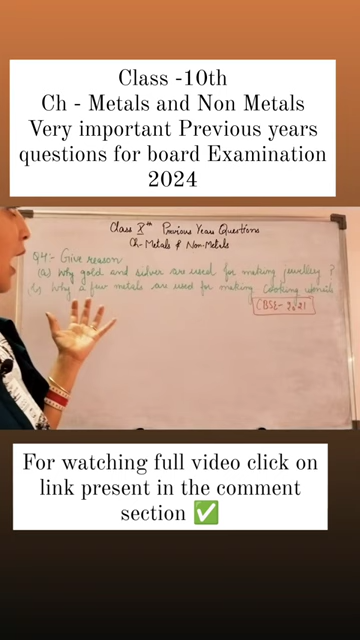 Class -10th
Ch - Metals and Non Metals
Very important Previous years
questions for board Examination
2024
Class Xth Previous Years Questions
Ch-Metals & Non-Metals
Q4- Give reason
(a) Why gold and silver are used for making jewellery ?
(b) Why a few metals are used for making Cooking utensils
CBSE- 2021
For watching full video click on
link present in the comment
section ✅